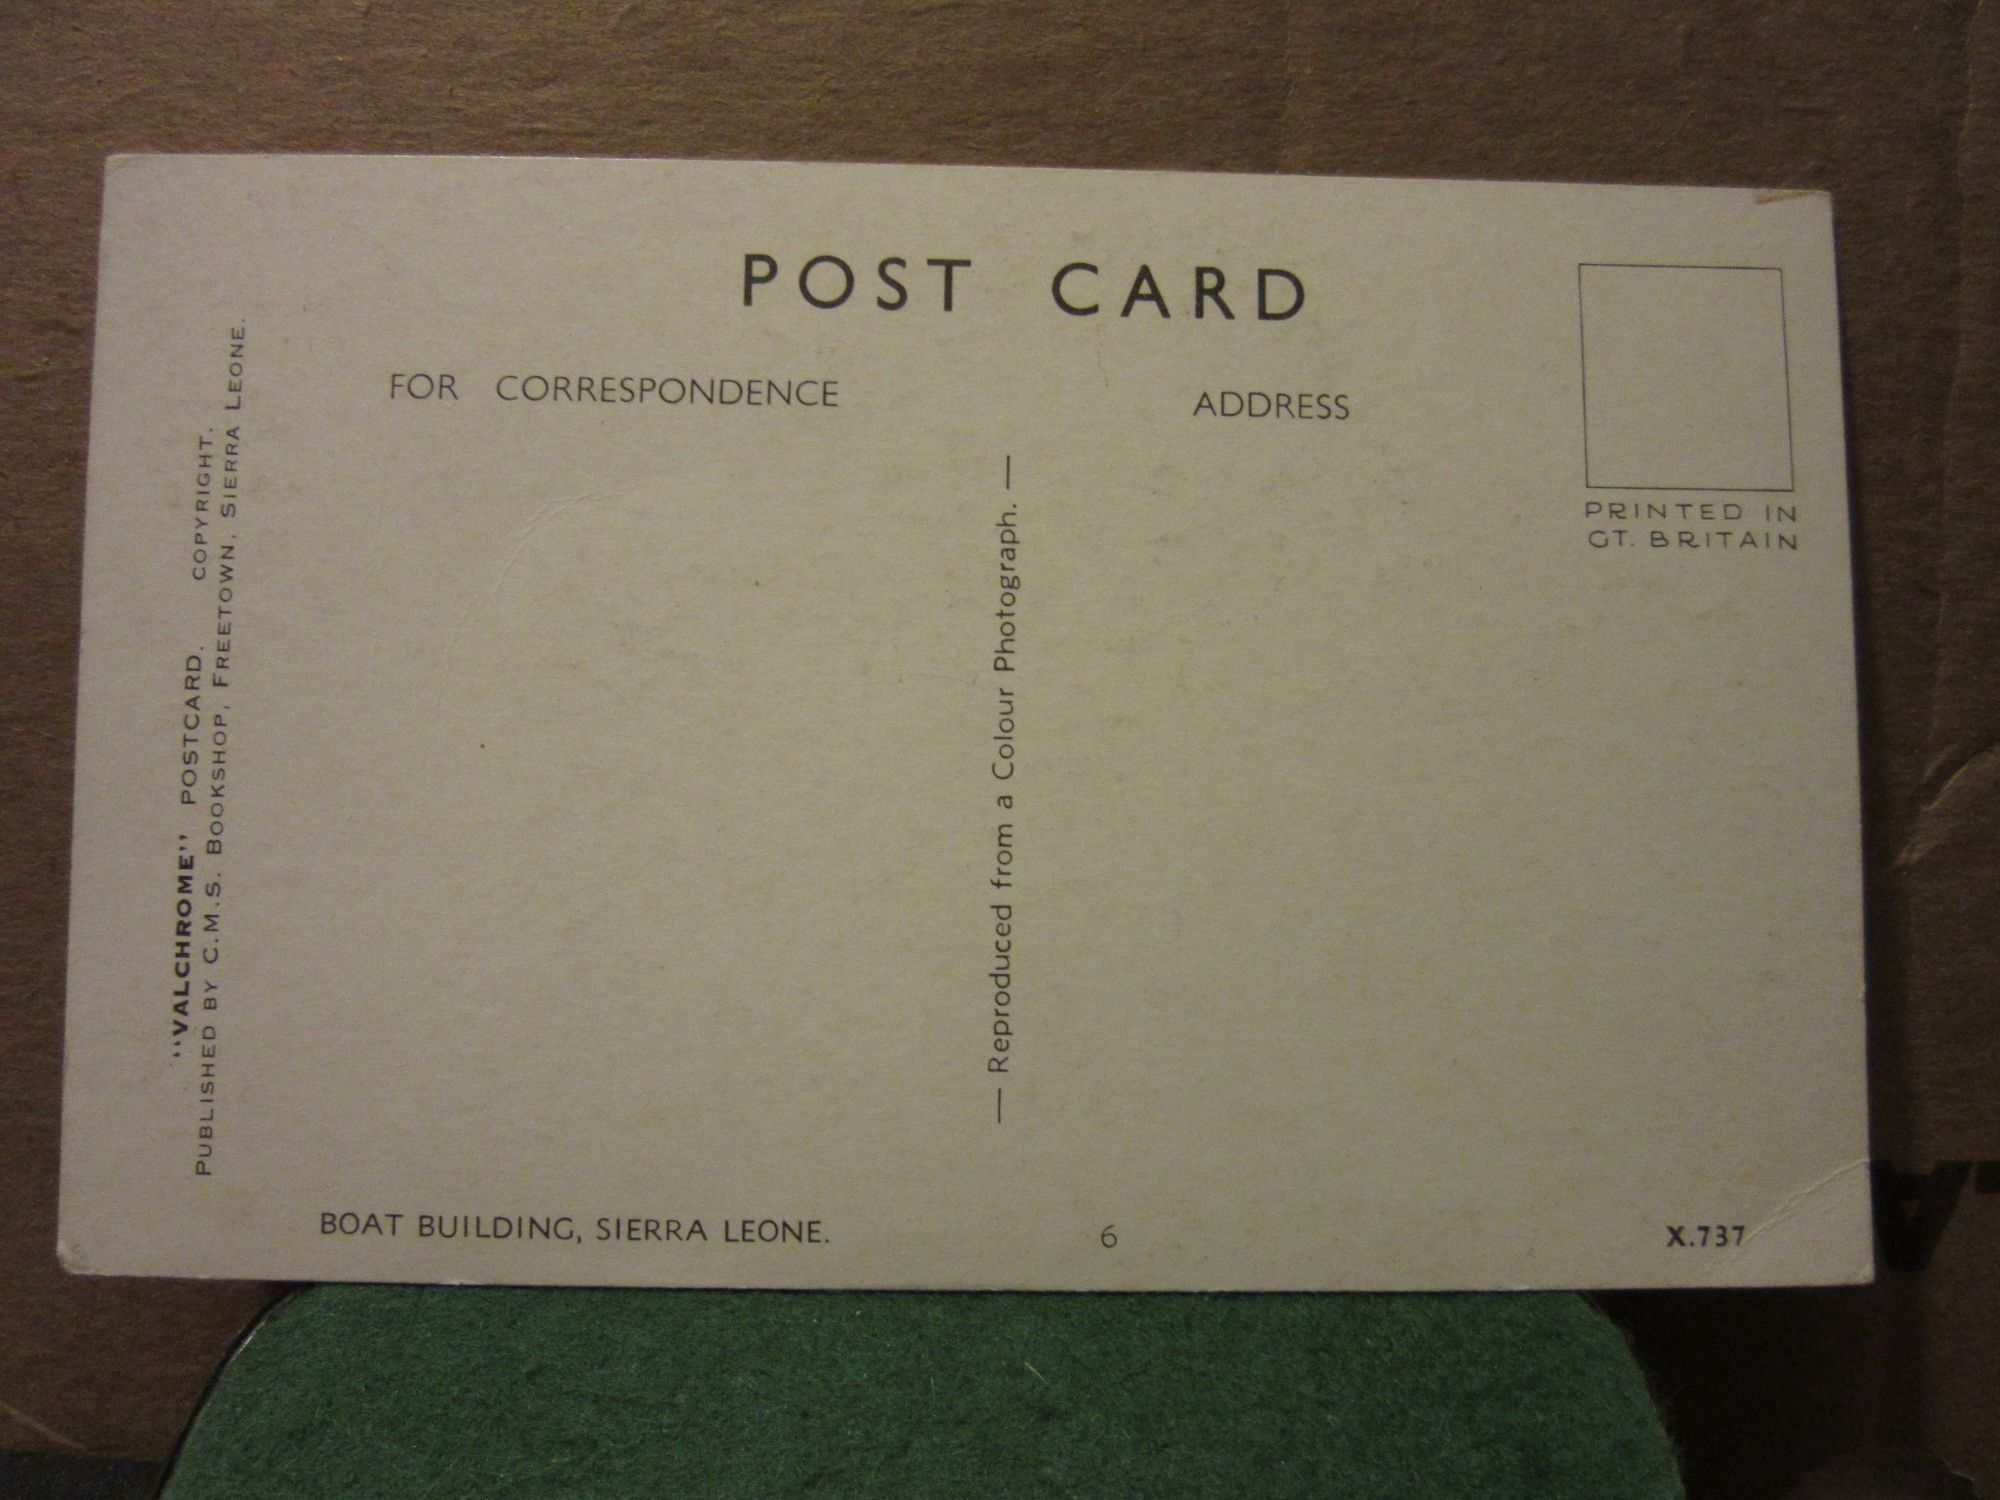 POST CARD
FOR CORRESPONDENCE
ADDRESS
PRINTED IN
GT. BRITAIN
"VALCHROME" POSTCARD. COPYRIGHT.
PUBLISHED BY C.M.S. BOOKSHOP, FREETOWN, SIERRA LEONE.
— Reproduced from a Colour Photograph. —
BOAT BUILDING, SIERRA LEONE.
6
X.737